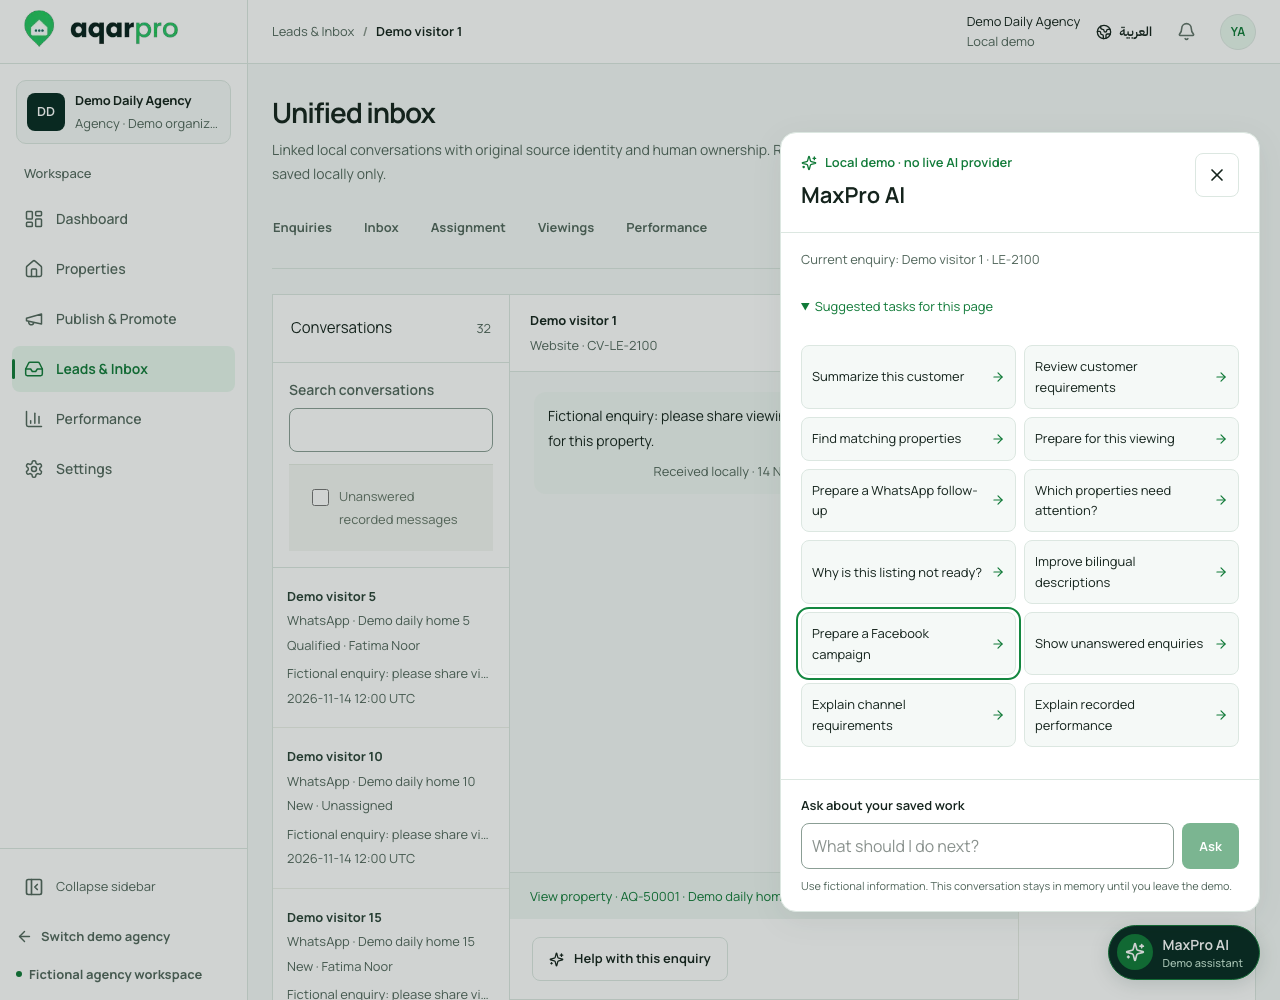 aqarpro
Leads & Inbox / Demo visitor 1
Demo Daily Agency
Local demo
العربية
YA
DD
Demo Daily Agency
Agency · Demo organiz...
Workspace
Dashboard
Properties
Publish & Promote
Leads & Inbox
Performance
Settings
Collapse sidebar
Switch demo agency
Fictional agency workspace
Unified inbox
Linked local conversations with original source identity and human ownership. R
saved locally only.
Enquiries
Inbox
Assignment
Viewings
Performance
Conversations
32
Search conversations
Unanswered
recorded messages
Demo visitor 5
WhatsApp · Demo daily home 5
Qualified · Fatima Noor
Fictional enquiry: please share vi...
2026-11-14 12:00 UTC
Demo visitor 10
WhatsApp · Demo daily home 10
New · Unassigned
Fictional enquiry: please share vi...
2026-11-14 12:00 UTC
Demo visitor 15
WhatsApp · Demo daily home 15
New · Fatima Noor
Fictional enquiry: please share vi...
Demo visitor 1
Website · CV-LE-2100
Fictional enquiry: please share viewi
for this property.
Received locally · 14 N
View property · AQ-50001 · Demo daily hom
Help with this enquiry
Local demo · no live AI provider
MaxPro AI
Current enquiry: Demo visitor 1 · LE-2100
Suggested tasks for this page
Summarize this customer
Review customer
requirements
Find matching properties
Prepare for this viewing
Prepare a WhatsApp follow-
up
Which properties need
attention?
Why is this listing not ready?
Improve bilingual
descriptions
Prepare a Facebook
campaign
Show unanswered enquiries
Explain channel
requirements
Explain recorded
performance
Ask about your saved work
What should I do next?
Ask
Use fictional information. This conversation stays in memory until you leave the demo.
MaxPro AI
Demo assistant